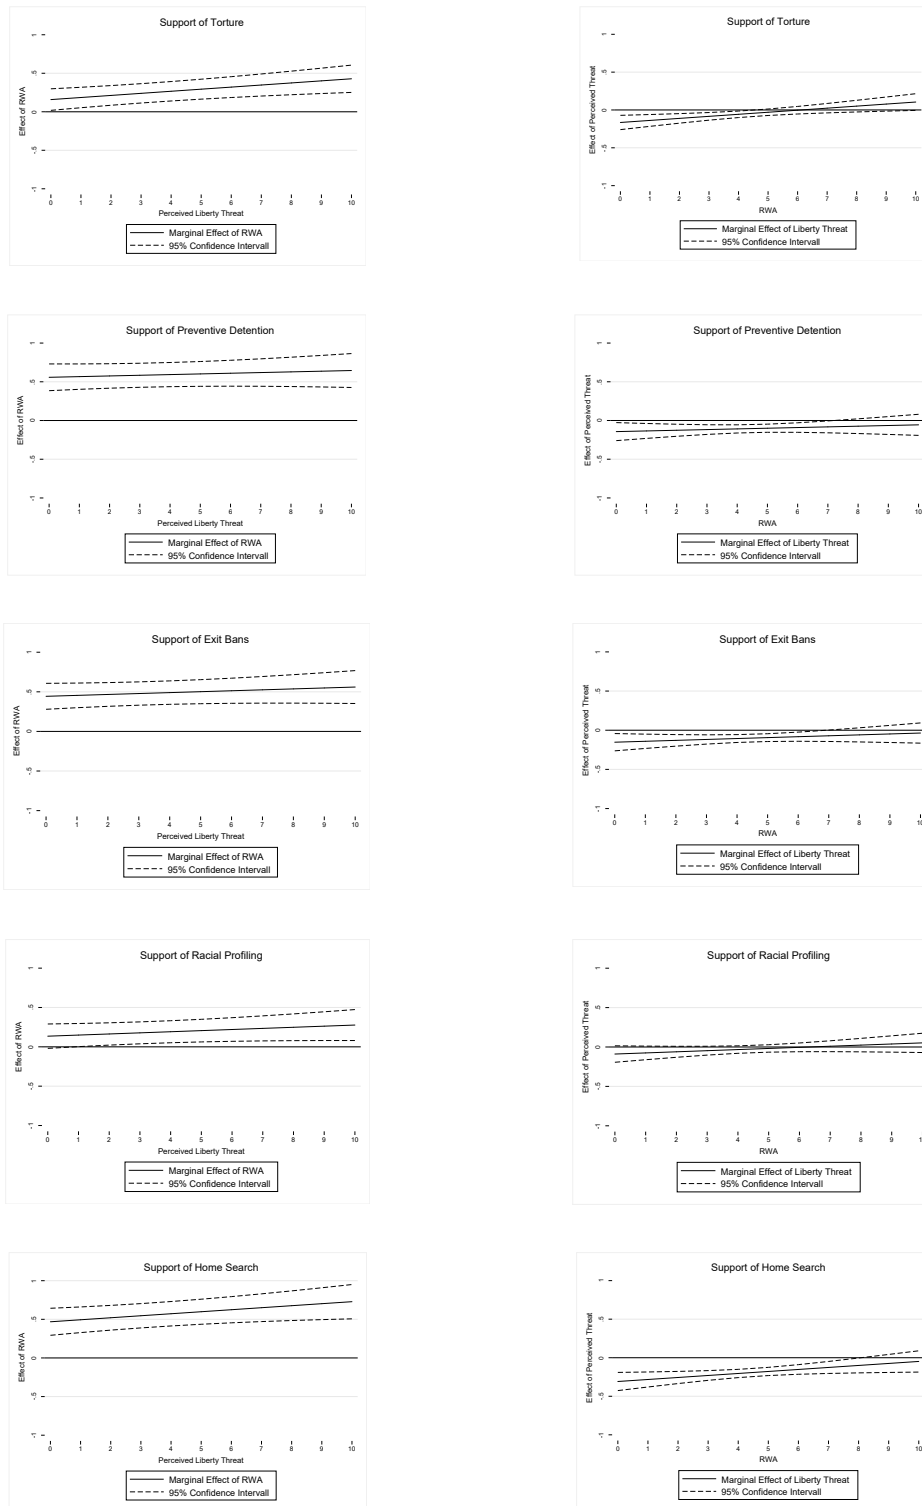 Support of Torture
Effect of RWA
1
.5
0
-.5
-1
0 1 2 3 4 5 6 7 8 9 10
Perceived Liberty Threat
Marginal Effect of RWA
95% Confidence Intervall
Support of Torture
Effect of Perceived Threat
1
.5
0
-.5
-1
0 1 2 3 4 5 6 7 8 9 10
RWA
Marginal Effect of Liberty Threat
95% Confidence Intervall
Support of Preventive Detention
Effect of RWA
1
.5
0
-.5
-1
0 1 2 3 4 5 6 7 8 9 10
Perceived Liberty Threat
Marginal Effect of RWA
95% Confidence Intervall
Support of Preventive Detention
Effect of Perceived Threat
1
.5
0
-.5
-1
0 1 2 3 4 5 6 7 8 9 10
RWA
Marginal Effect of Liberty Threat
95% Confidence Intervall
Support of Exit Bans
Effect of RWA
1
.5
0
-.5
-1
0 1 2 3 4 5 6 7 8 9 10
Perceived Liberty Threat
Marginal Effect of RWA
95% Confidence Intervall
Support of Exit Bans
Effect of Perceived Threat
1
.5
0
-.5
-1
0 1 2 3 4 5 6 7 8 9 10
RWA
Marginal Effect of Liberty Threat
95% Confidence Intervall
Support of Racial Profiling
Effect of RWA
1
.5
0
-.5
-1
0 1 2 3 4 5 6 7 8 9 10
Perceived Liberty Threat
Marginal Effect of RWA
95% Confidence Intervall
Support of Racial Profiling
Effect of Perceived Threat
1
.5
0
-.5
-1
0 1 2 3 4 5 6 7 8 9
RWA
Marginal Effect of Liberty Threat
95% Confidence Intervall
Support of Home Search
Effect of RWA
1
.5
0
-.5
-1
0 1 2 3 4 5 6 7 8 9 10
Perceived Liberty Threat
Marginal Effect of RWA
95% Confidence Intervall
Support of Home Search
Effect of Perceived Threat
1
.5
0
-.5
-1
0 1 2 3 4 5 6 7 8 9 10
RWA
Marginal Effect of Liberty Threat
95% Confidence Intervall